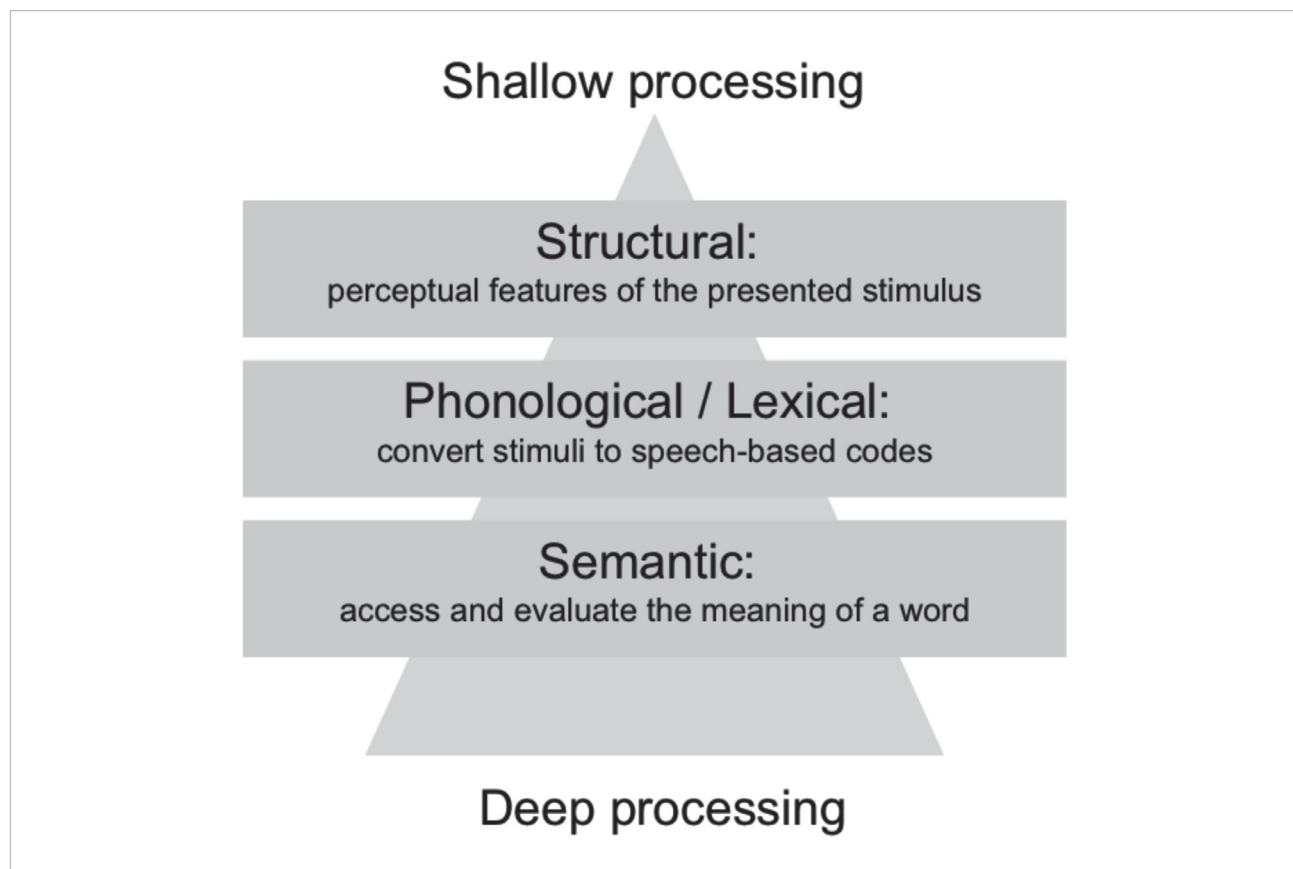 Shallow processing
Structural:
perceptual features of the presented stimulus
Phonological / Lexical:
convert stimuli to speech-based codes
Semantic:
access and evaluate the meaning of a word
Deep processing